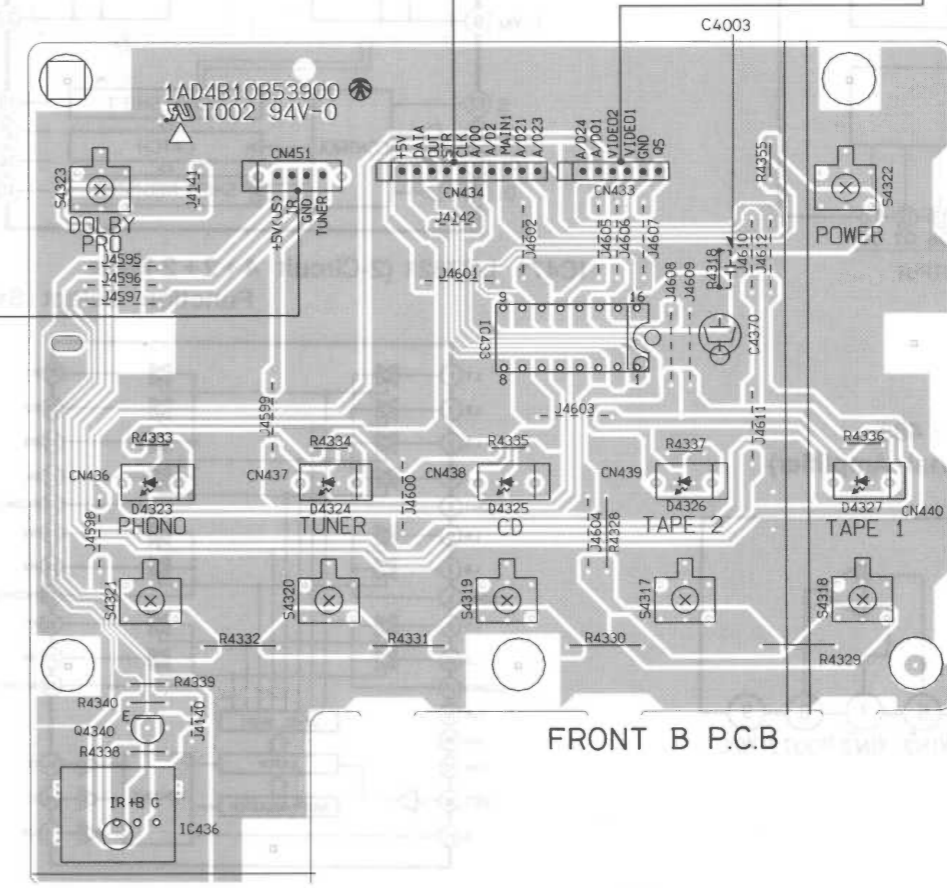 C4003
1AD4B10B53900
T002 94V-0
CN451
+5V(US)
IR
GND
TUNER
+5V
DATA
OUT
STR
CLK
A/D0
A/D2
MAIN1
A/D21
A/D23
CN434
A/D24
A/D01
VIDEO2
VIDEO1
GND
QS
CN433
S4323
DOLBY
PRO
J4141
J4142
J4602
J4605
J4606
J4607
R4355
S4322
POWER
J4595
J4596
J4597
J4601
J4608
J4609
R4318
J4610
J4612
C4370
9
16
IC433
8
1
J4603
J4599
J4611
R4333
R4334
R4335
R4337
R4336
CN436
CN437
CN438
CN439
CN440
D4323
D4324
D4325
D4326
D4327
PHONO
TUNER
CD
TAPE 2
TAPE 1
J4598
J4600
J4604
R4328
S4321
S4320
S4319
S4317
S4318
R4332
R4331
R4330
R4329
R4339
R4340
E
Q4340
J4140
R4338
IR +B G
IC436
FRONT B P.C.B